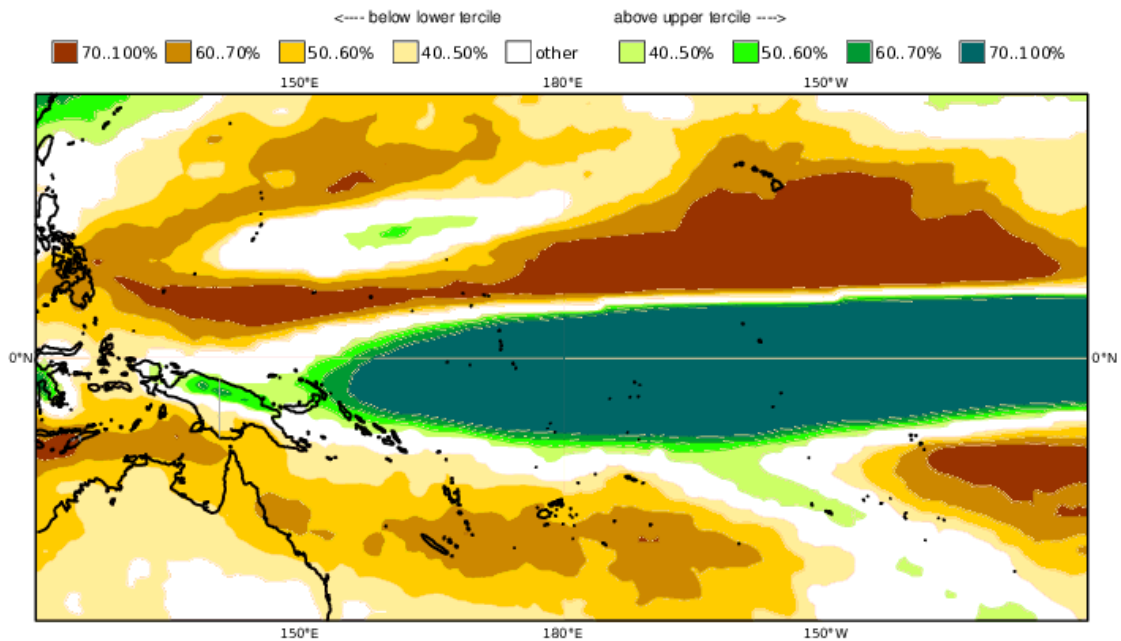 <---- below lower tercile above upper tercile ---->
70..100% 60..70% 50..60% 40..50% other 40..50% 50..60% 60..70% 70..100%
150°E 180°E 150°W
0°N 0°N
150°E 180°E 150°W